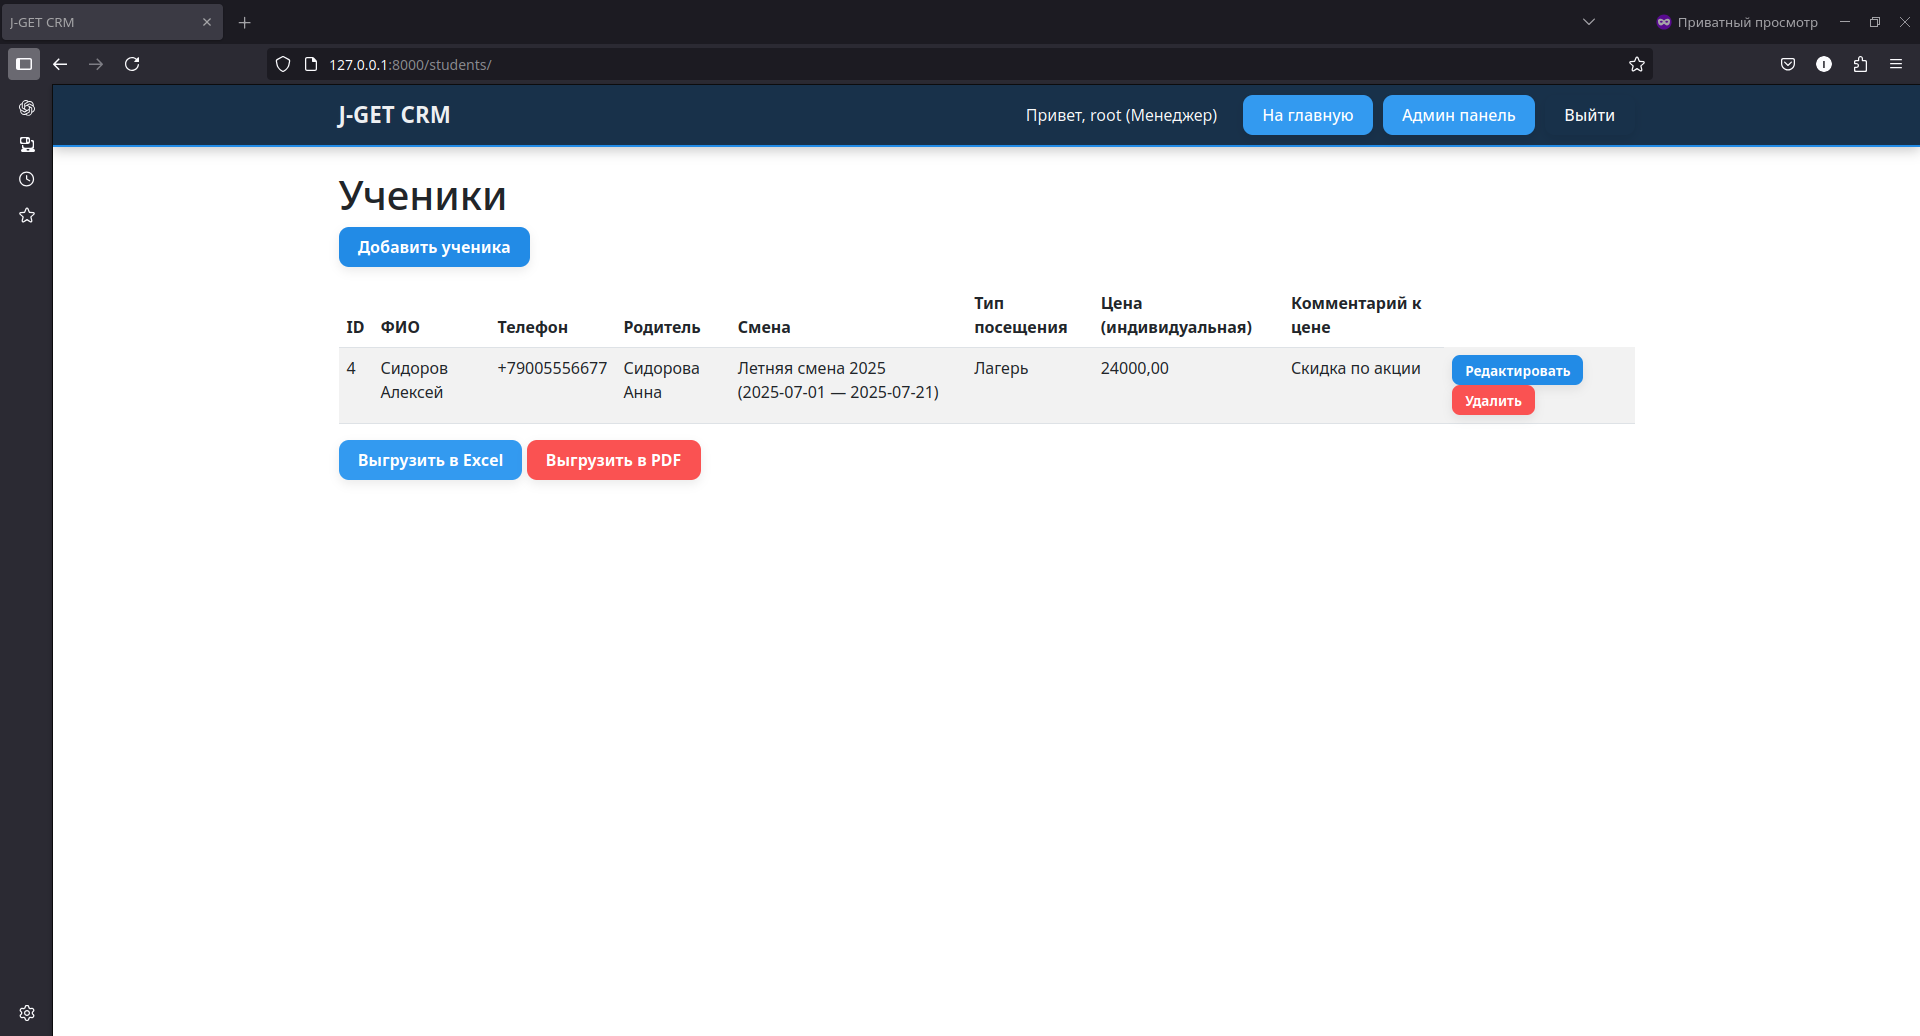 J-GET CRM
Приватный просмотр
127.0.0.1:8000/students/
J-GET CRM
Привет, root (Менеджер)
На главную
Админ панель
Выйти
Ученики
Добавить ученика
ID ФИО Телефон Родитель Смена Тип посещения Цена (индивидуальная) Комментарий к цене
4 Сидоров Алексей +79005556677 Сидорова Анна Летняя смена 2025 (2025-07-01 — 2025-07-21) Лагерь 24000,00 Скидка по акции Редактировать
Удалить
Выгрузить в Excel Выгрузить в PDF